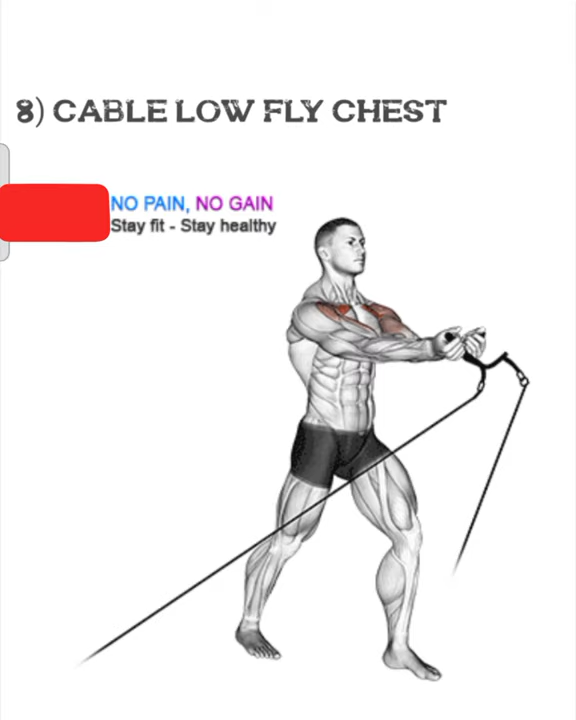 8) CABLE LOW FLY CHEST
NO PAIN, NO GAIN
Stay fit - Stay healthy